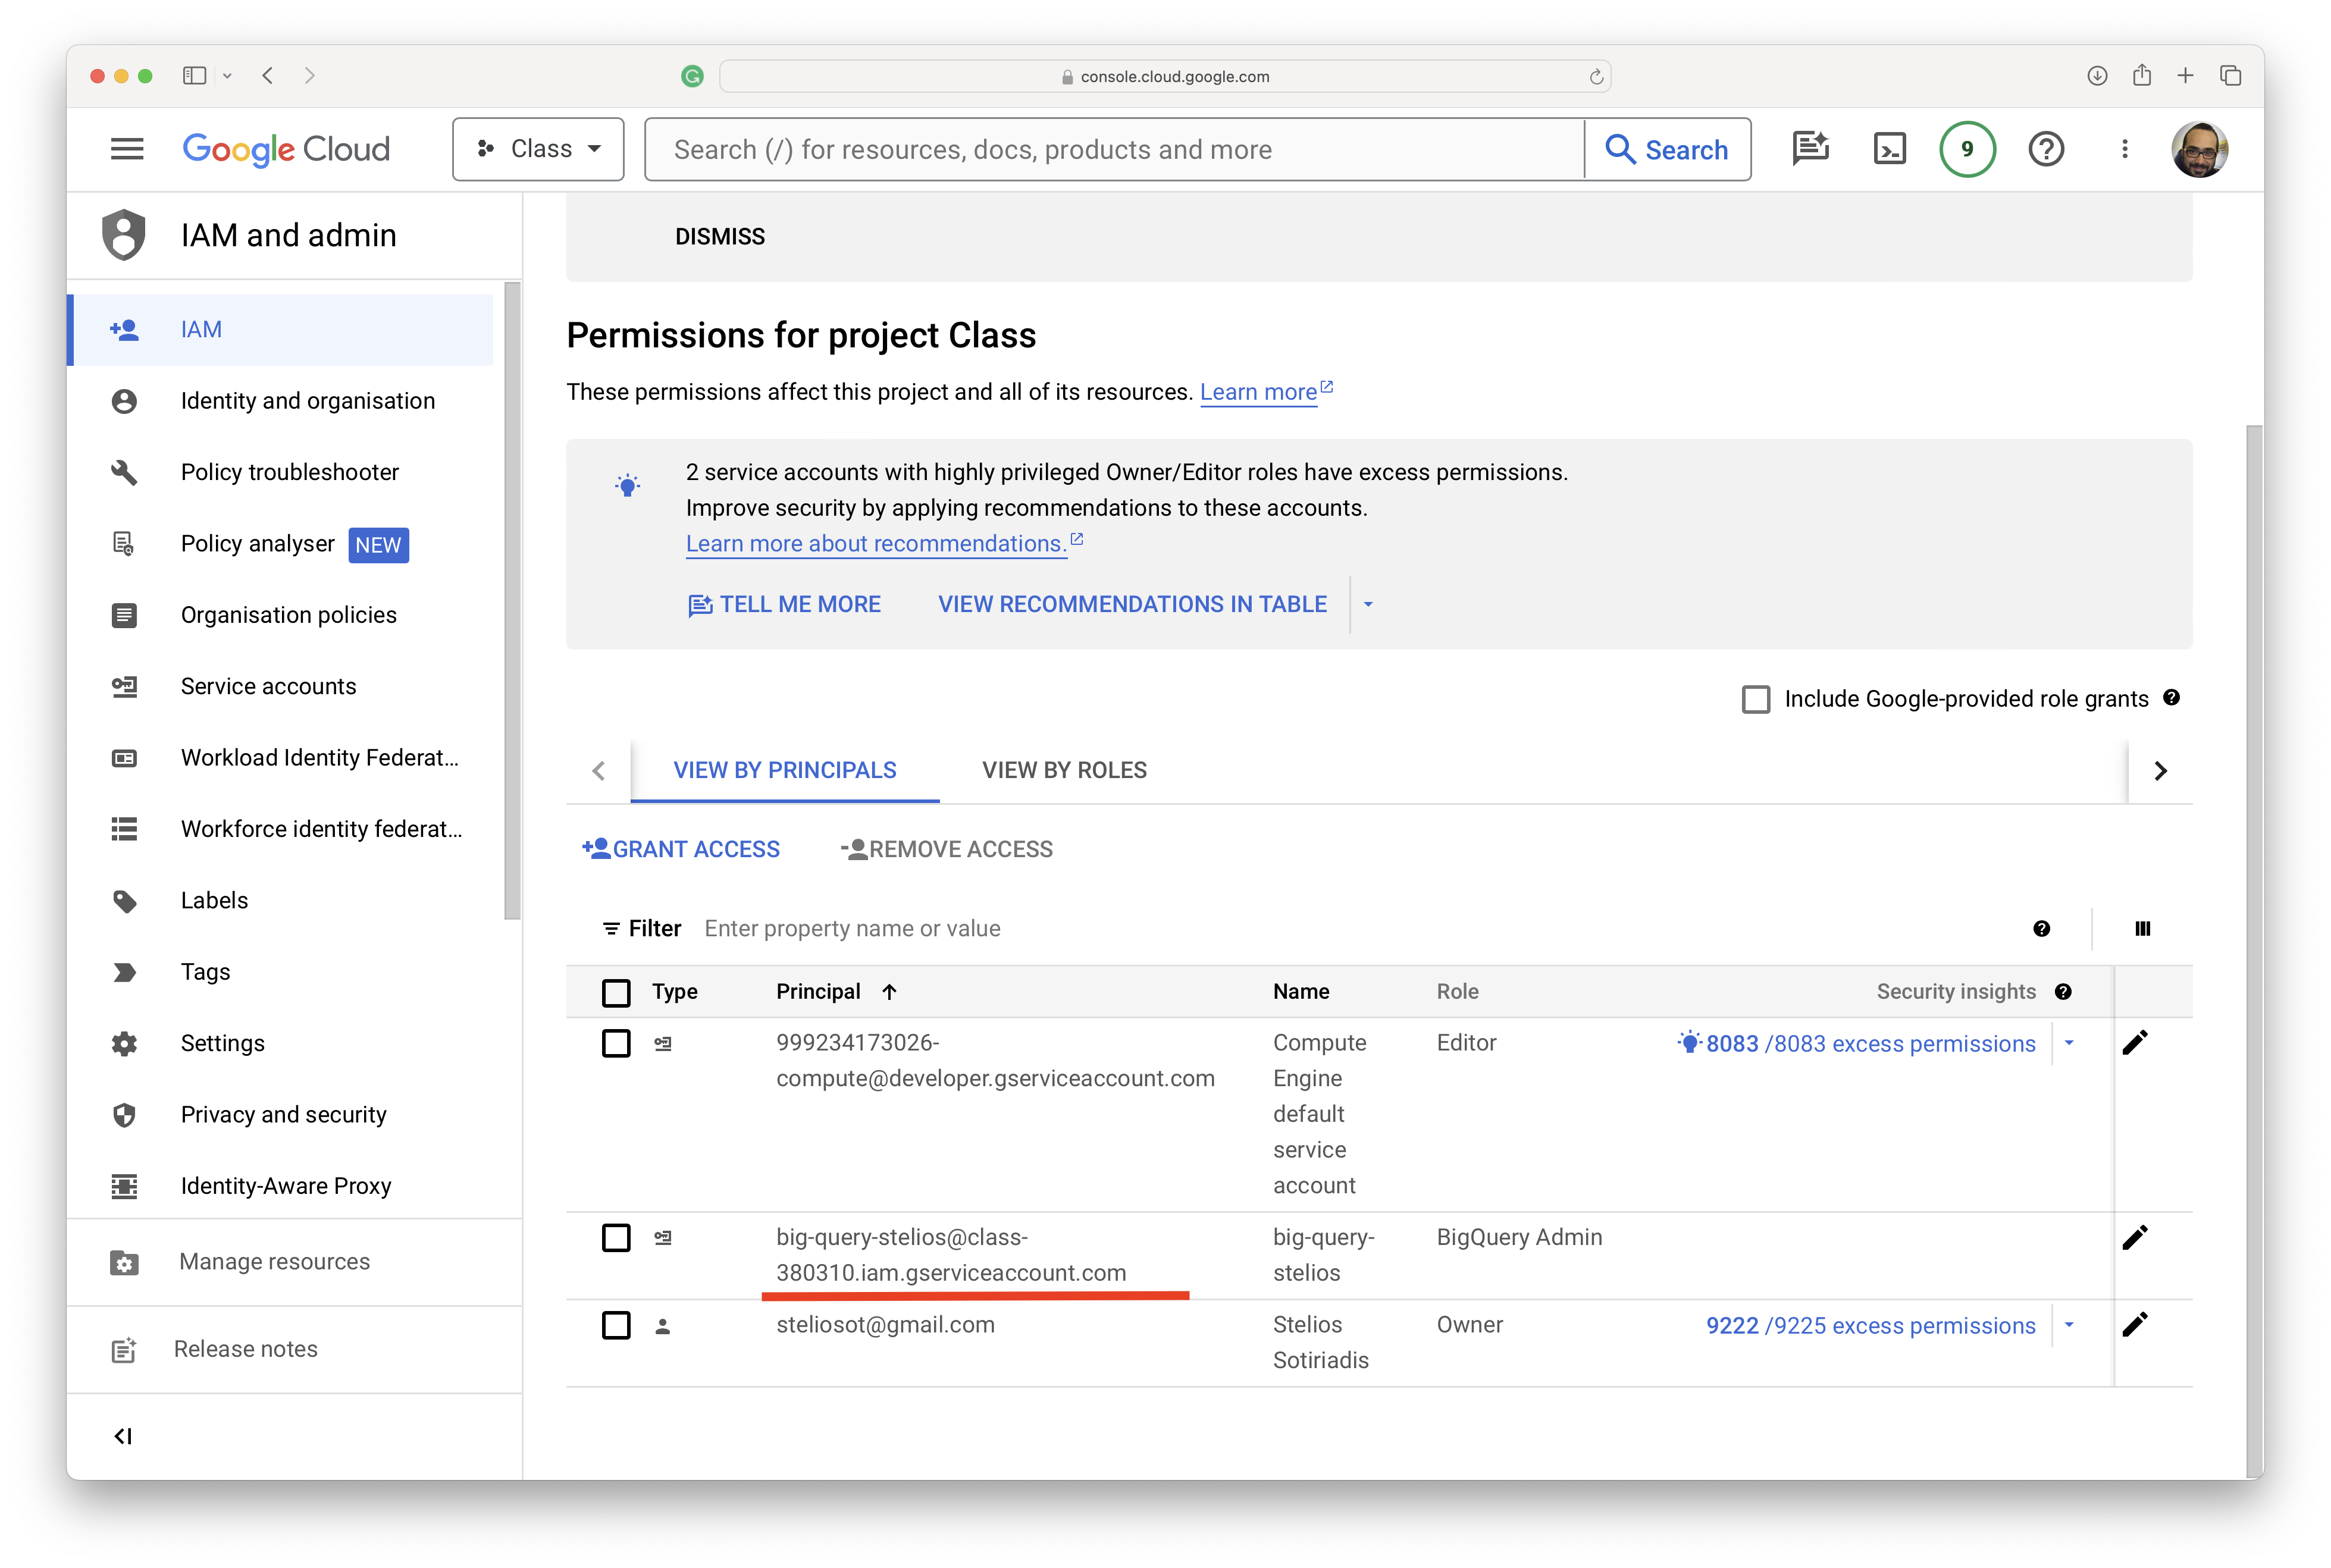 console.cloud.google.com
Google Cloud
Class
Search (/) for resources, docs, products and more
Search
9
IAM and admin
DISMISS
IAM
Identity and organisation
Policy troubleshooter
Policy analyser NEW
Organisation policies
Service accounts
Workload Identity Federat...
Workforce identity federat...
Labels
Tags
Settings
Privacy and security
Identity-Aware Proxy
Manage resources
Release notes
Permissions for project Class
These permissions affect this project and all of its resources. Learn more
2 service accounts with highly privileged Owner/Editor roles have excess permissions.
Improve security by applying recommendations to these accounts.
Learn more about recommendations.
TELL ME MORE VIEW RECOMMENDATIONS IN TABLE
Include Google-provided role grants
VIEW BY PRINCIPALS VIEW BY ROLES
GRANT ACCESS REMOVE ACCESS
Filter Enter property name or value
Type Principal Name Role Security insights
999234173026- Compute Editor 8083 /8083 excess permissions
compute@developer.gserviceaccount.com Engine
default
service
account
big-query-stelios@class- big-query- BigQuery Admin
380310.iam.gserviceaccount.com stelios
steliosot@gmail.com Stelios Owner 9222 /9225 excess permissions
Sotiriadis